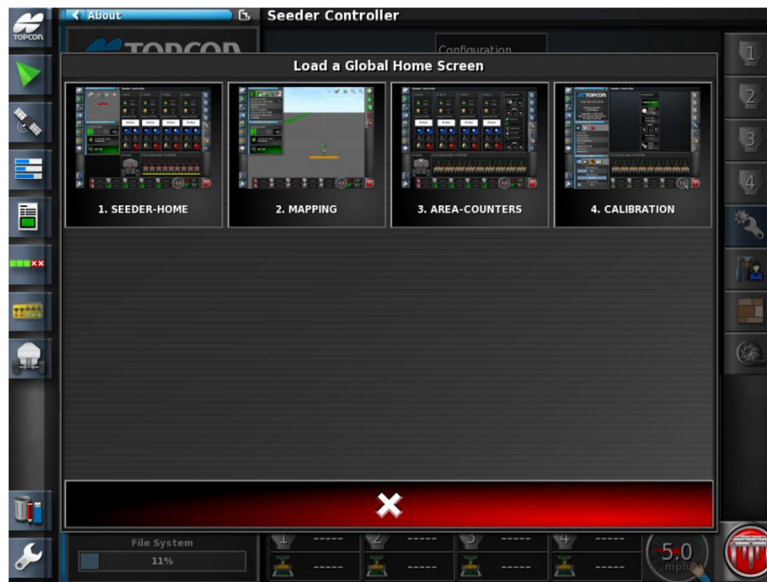 About
Seeder Controller
TOPCON
TOPCON
Configuration
Load a Global Home Screen
1. SEEDER-HOME
2. MAPPING
3. AREA-COUNTERS
4. CALIBRATION
1
2
3
4
File System
11%
1 ----- 2 ----- 3 ----- 4 -----
----- ----- ----- -----
5.0
mph